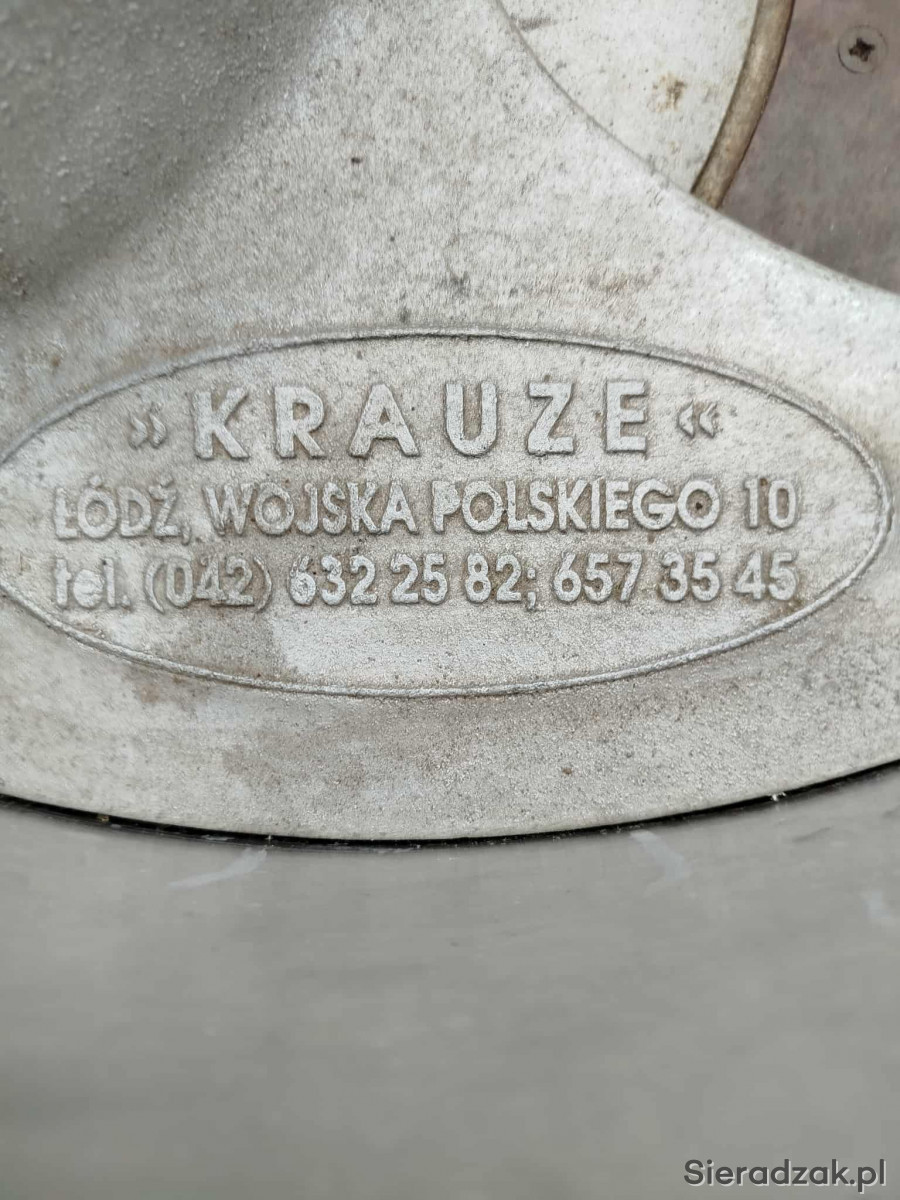 » KRAUZE «
ŁÓDŹ, WOJSKA POLSKIEGO 10
tel. (042) 632 25 82; 657 35 45
Sieradzak.pl